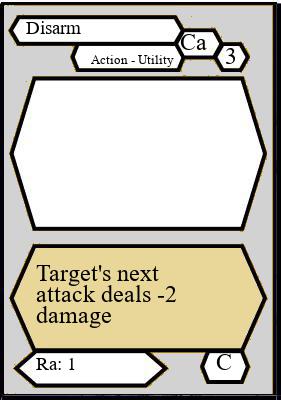 Disarm
Ca
Action - Utility
3
Target's next
attack deals -2
damage
Ra: 1
C